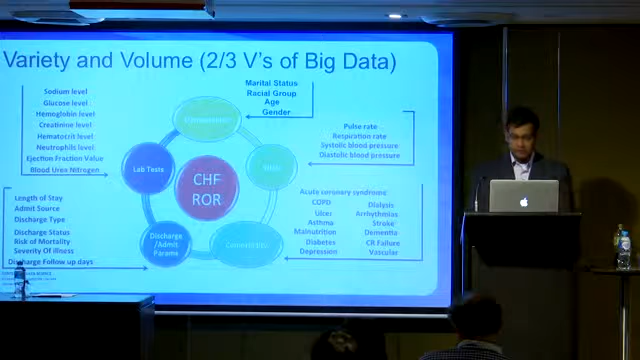 Variety and Volume (2/3 V's of Big Data)
Sodium level
Glucose level
Hemoglobin level
Creatinine level
Hematocrit level
Neutrophils level
Ejection Fraction Value
Blood Urea Nitrogen
Marital Status
Racial Group
Age
Gender
Pulse rate
Respiration rate
Systolic blood pressure
Diastolic blood pressure
Demographics
Lab Tests
Vitals
CHF
ROR
Discharge
/Admit
Params
Comorbidity
Length of Stay
Admit Source
Discharge Type
Discharge Status
Risk of Mortality
Severity Of Illness
Discharge Follow up days
Acute coronary syndrome
COPD
Ulcer
Asthma
Malnutrition
Diabetes
Depression
Dialysis
Arrhythmias
Stroke
Dementia
CR Failure
Vascular